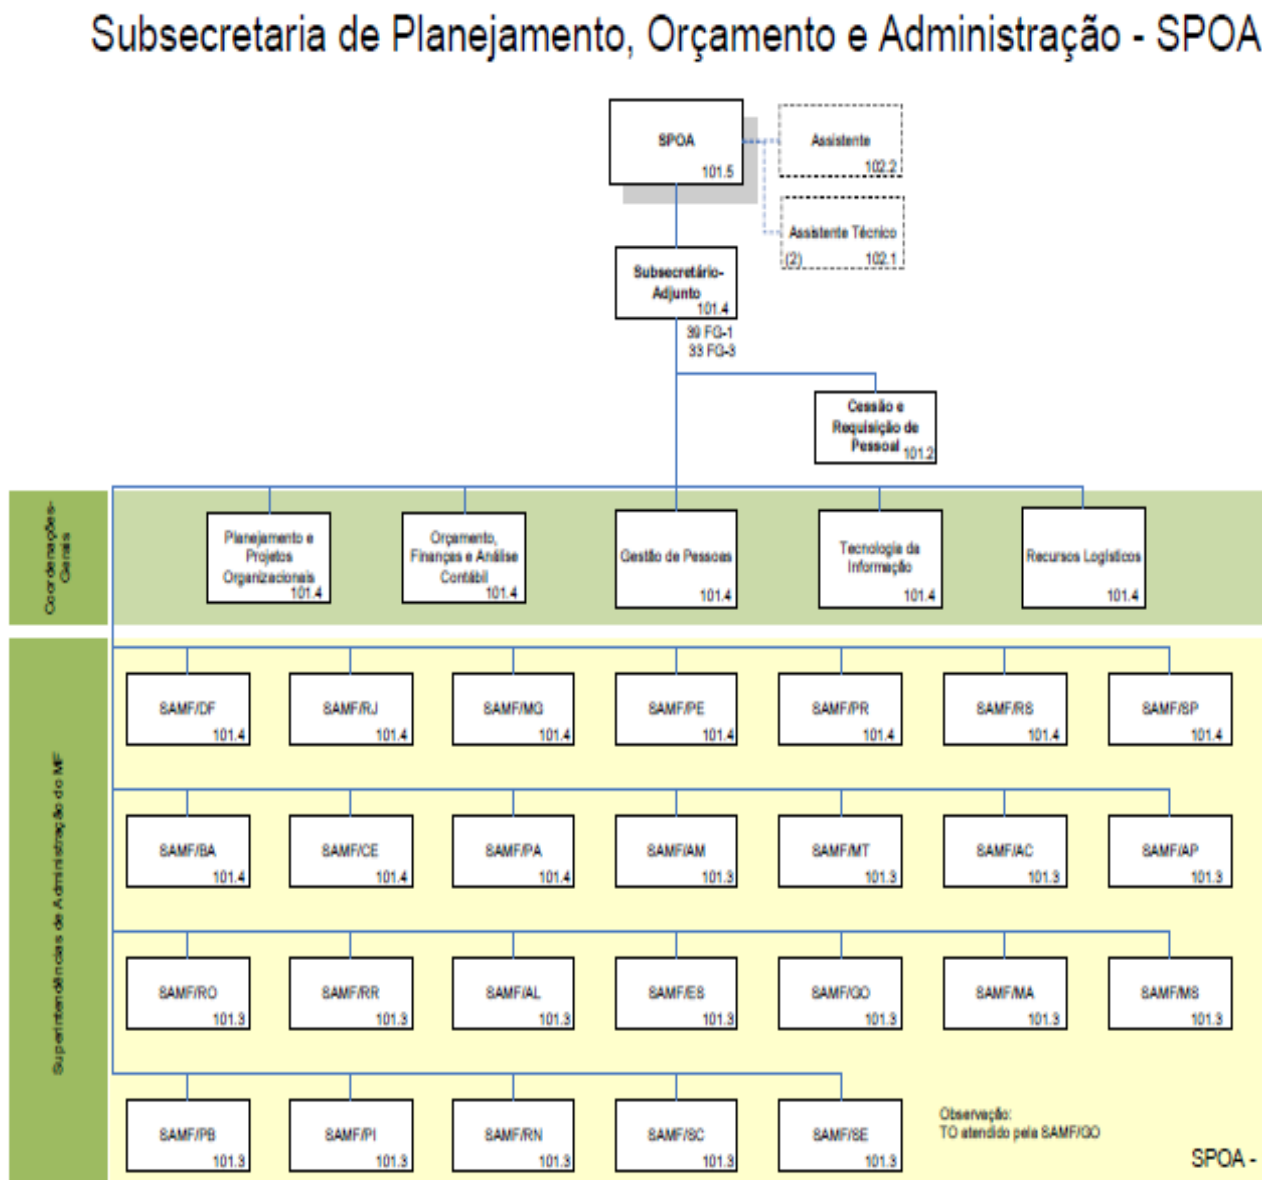 Subsecretaria de Planejamento, Orçamento e Administração - SPOA
SPOA
101.5
Assistente
102.2
Assistente Técnico
(2) 102.1
Subsecretário-
Adjunto
101.4
39 FG-1
33 FG-3
Cessão e
Requisição de
Pessoal
101.2
Coordenações-
Gerais
Planejamento e
Projetos
Organizacionais
101.4
Orçamento,
Finanças e Análise
Contábil
101.4
Gestão de Pessoas
101.4
Tecnologia da
Informação
101.4
Recursos Logísticos
101.4
Superintendências de Administração do MF
SAMF/DF
101.4
SAMF/RJ
101.4
SAMF/MG
101.4
SAMF/PE
101.4
SAMF/PR
101.4
SAMF/RS
101.4
SAMF/SP
101.4
SAMF/BA
101.4
SAMF/CE
101.4
SAMF/PA
101.4
SAMF/AM
101.3
SAMF/MT
101.3
SAMF/AC
101.3
SAMF/AP
101.3
SAMF/RO
101.3
SAMF/RR
101.3
SAMF/AL
101.3
SAMF/ES
101.3
SAMF/GO
101.3
SAMF/MA
101.3
SAMF/MS
101.3
SAMF/PB
101.3
SAMF/PI
101.3
SAMF/RN
101.3
SAMF/SC
101.3
SAMF/SE
101.3
Observação:
TO atendido pela SAMF/GO
SPOA -